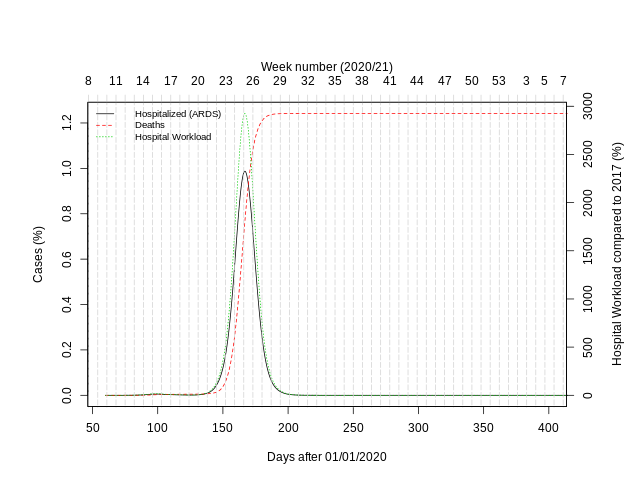 Week number (2020/21)
8 11 14 17 20 23 26 29 32 35 38 41 44 47 50 53 3 5 7
Hospitalized (ARDS)
Deaths
Hospital Workload
Cases (%)
0.0 0.2 0.4 0.6 0.8 1.0 1.2
Hospital Workload compared to 2017 (%)
0 500 1000 1500 2000 2500 3000
50 100 150 200 250 300 350 400
Days after 01/01/2020